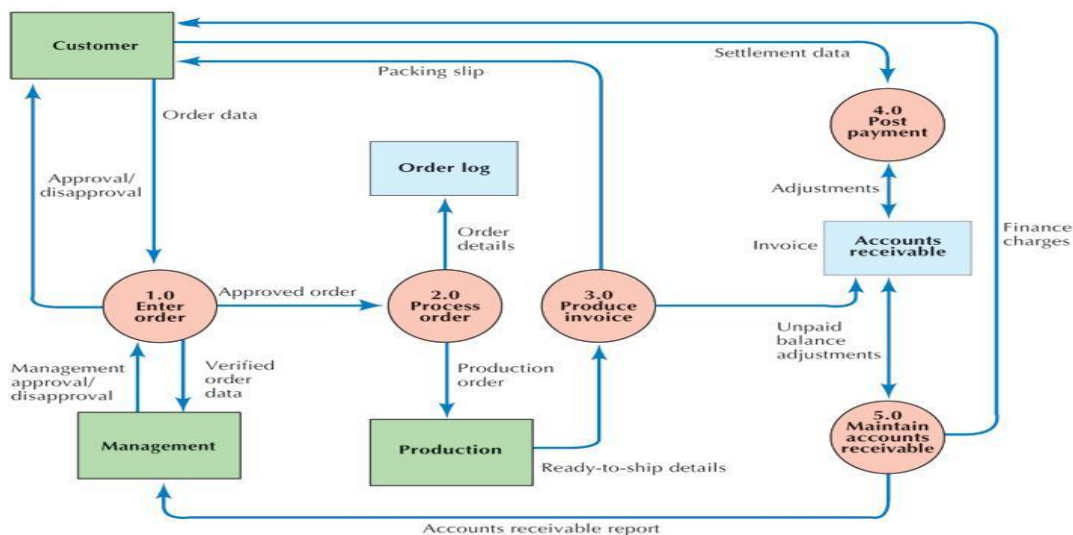 Customer
Settlement data
Packing slip
4.0
Post
payment
Order data
Order log
Approval/
disapproval
Adjustments
Order
details
Invoice
Accounts
receivable
Finance
charges
1.0
Enter
order
Approved order
2.0
Process
order
3.0
Produce
invoice
Unpaid
balance
adjustments
Management
approval/
disapproval
Verified
order
data
Production
order
5.0
Maintain
accounts
receivable
Management
Production
Ready-to-ship details
Accounts receivable report